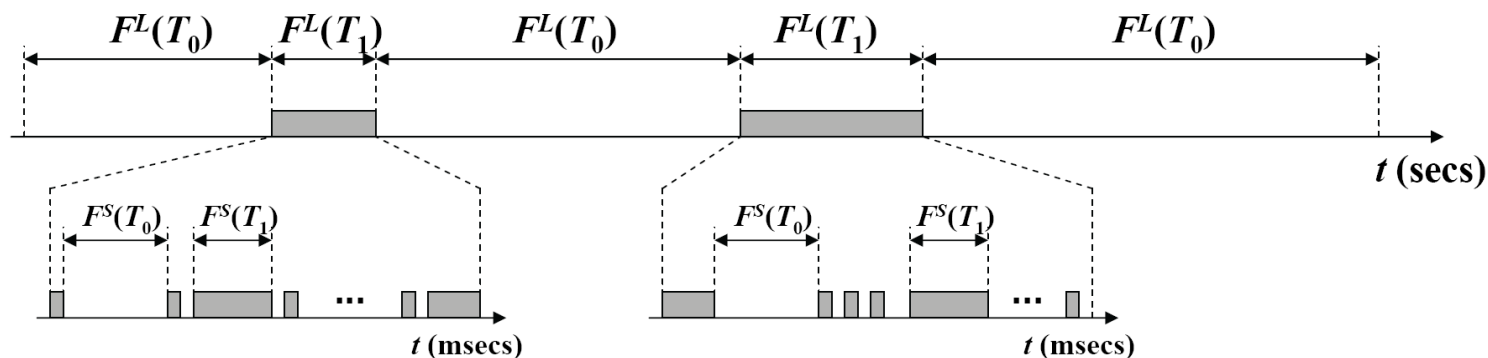 F^L(T_0) F^L(T_1) F^L(T_0) F^L(T_1) F^L(T_0)
t (secs)
F^S(T_0) F^S(T_1) F^S(T_0) F^S(T_1)
... ...
t (msecs) t (msecs)